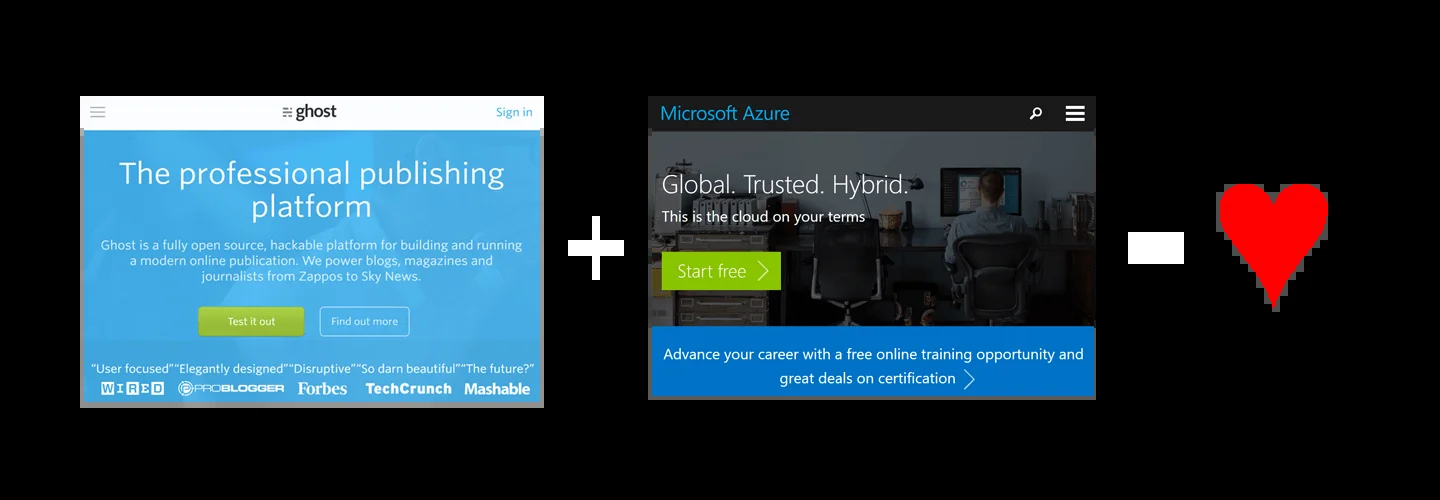 ghost
Sign in
The professional publishing
platform
Ghost is a fully open source, hackable platform for building and running
a modern online publication. We power blogs, magazines and
journalists from Zappos to Sky News.
Test it out
Find out more
“User focused” “Elegantly designed” “Disruptive” “So darn beautiful” “The future?”
WIRED PROBLOGGER Forbes TechCrunch Mashable
Microsoft Azure
Global. Trusted. Hybrid.
This is the cloud on your terms
Start free
Advance your career with a free online training opportunity and
great deals on certification